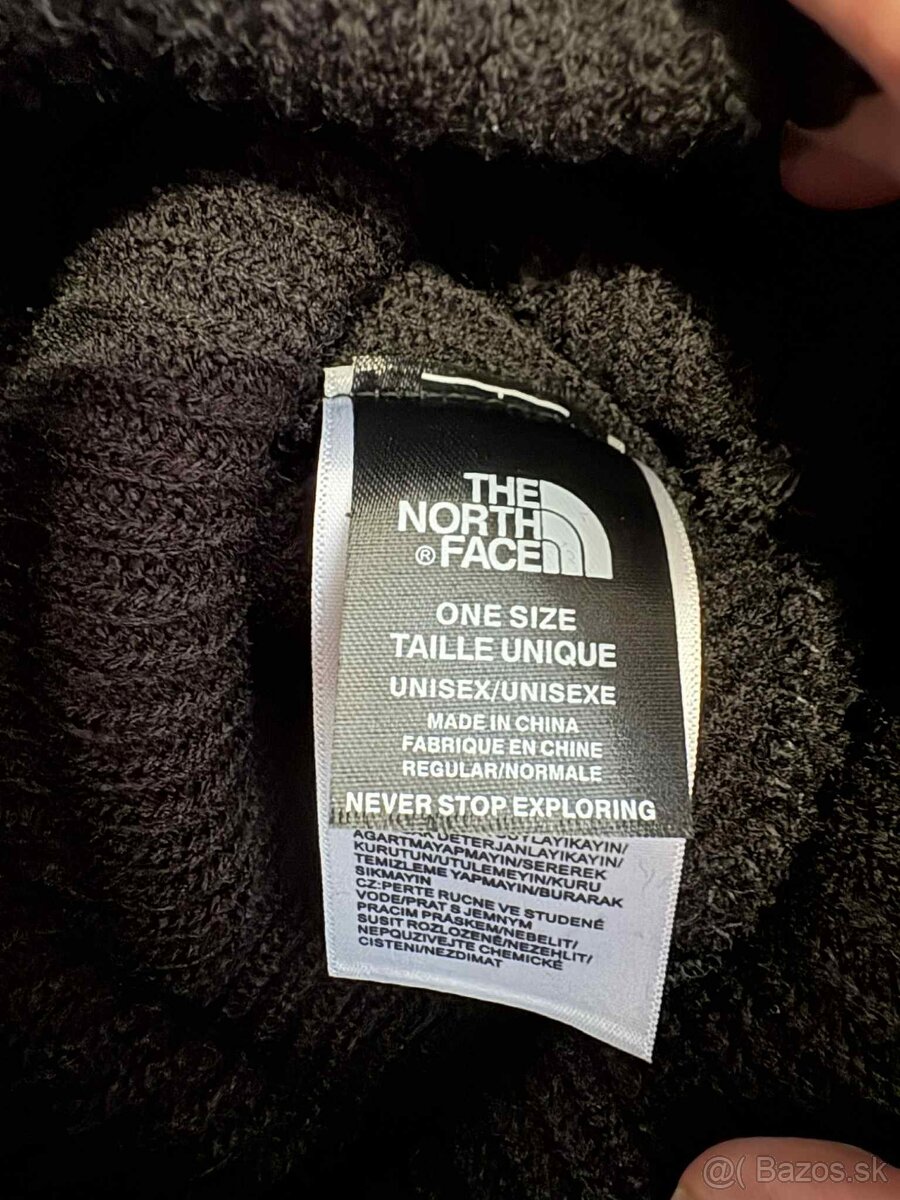 THE
NORTH
® FACE
ONE SIZE
TAILLE UNIQUE
UNISEX/UNISEXE
MADE IN CHINA
FABRIQUE EN CHINE
REGULAR/NORMALE
NEVER STOP EXPLORING
DETERJANLAYIKAYIN/
AGARTMAYAPMAYIN/SEREREK
KURUTUN/UTULEMEYIN/KURU
TEMIZLEME YAPMAYIN/BURARAK
SIKMAYIN
CZ:PERTE RUCNE VE STUDENÉ
VODE/PRAT S JEMNYM
PRACIM PRÁSKEM/NEBELIT/
SUSIT ROZLOZENÉ/NEZEHLIT/
NEPOUZIVEJTE CHEMICKÉ
CISTENI/NEZDIMAT
@( Bazos.sk